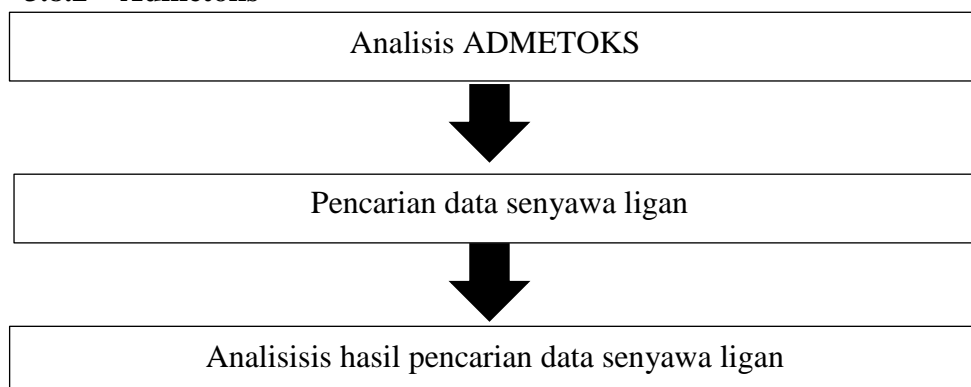 Analisis ADMETOKS
Pencarian data senyawa ligan
Analisisis hasil pencarian data senyawa ligan